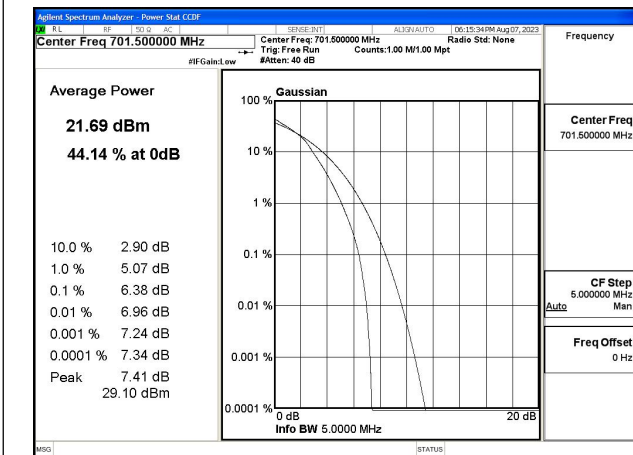 Agilent Spectrum Analyzer - Power Stat CCDF
RL RF 50 Ω AC SENSE:INT ALIGN AUTO 06:15:34 PM Aug 07, 2023
Center Freq 701.500000 MHz
Center Freq: 701.500000 MHz Radio Std: None
Trig: Free Run Counts:1.00 M/1.00 Mpt
#IFGain:Low #Atten: 40 dB
Average Power
21.69 dBm
44.14 % at 0dB
10.0 % 2.90 dB
1.0 % 5.07 dB
0.1 % 6.38 dB
0.01 % 6.96 dB
0.001 % 7.24 dB
0.0001 % 7.34 dB
Peak 7.41 dB
29.10 dBm
Gaussian
100 %
10 %
1 %
0.1 %
0.01 %
0.001 %
0.0001 %
0 dB 20 dB
Info BW 5.0000 MHz
Frequency
Center Freq
701.500000 MHz
CF Step
5.000000 MHz
Auto Man
Freq Offset
0 Hz
MSG STATUS